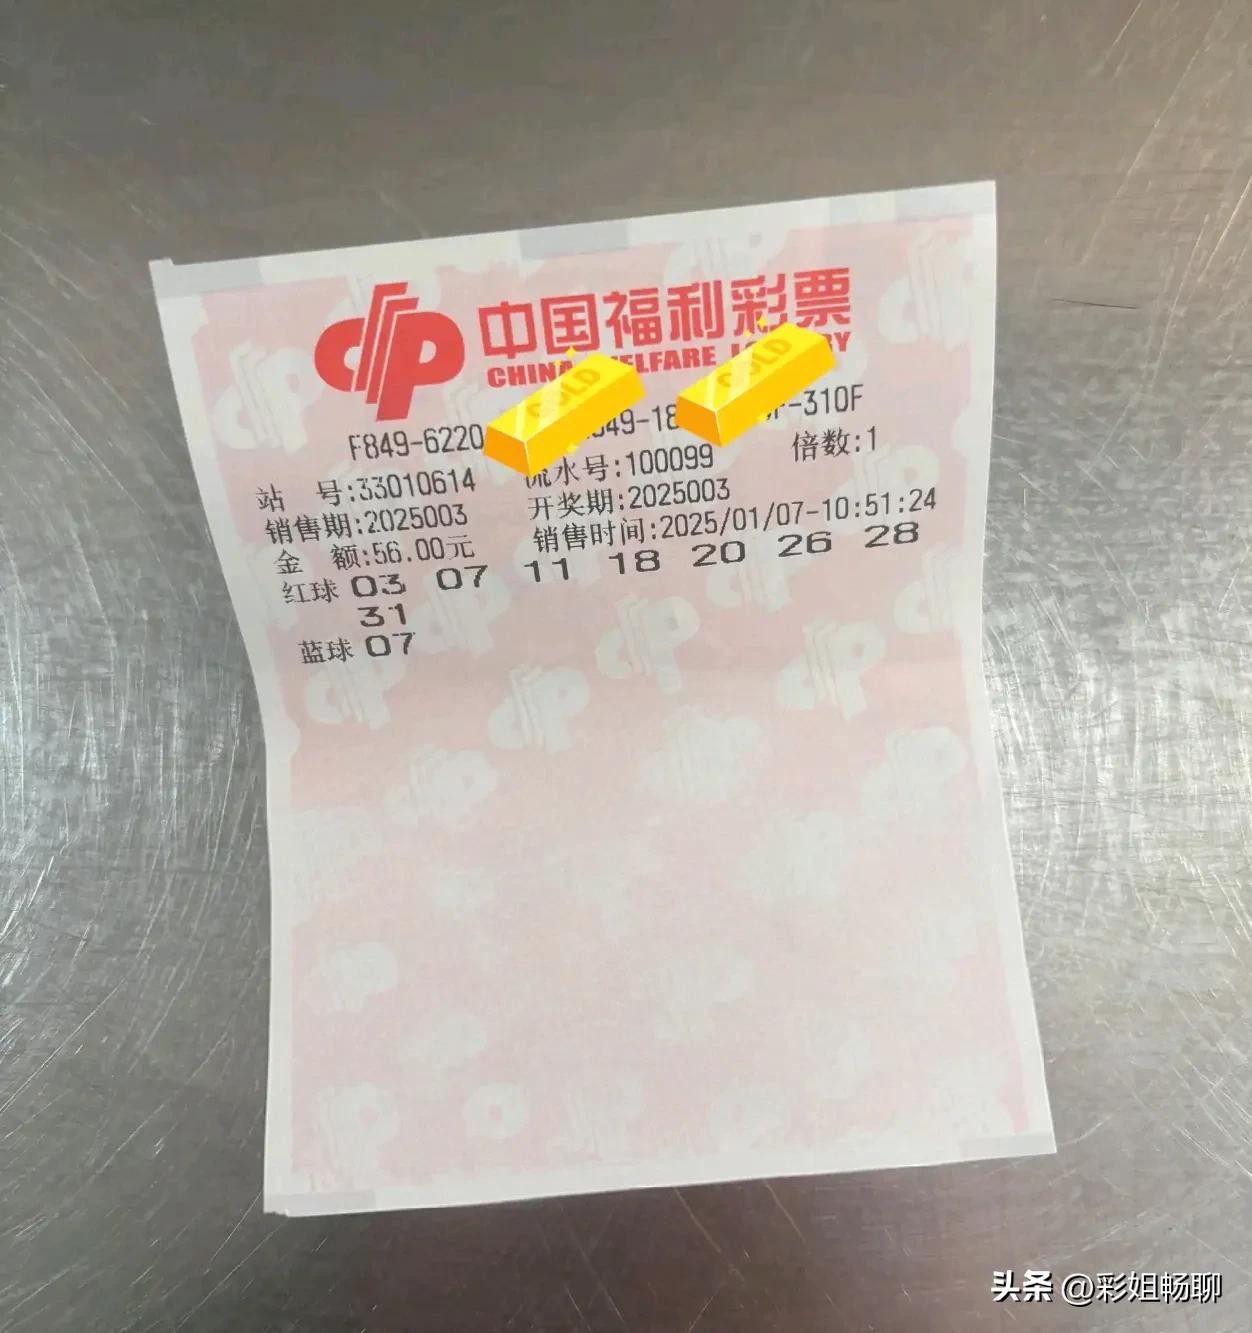 中国福利彩票
CHINA WELFARE LOTTERY
F849-6220 49-18 -310F
站 号:33010614 流水号:100099 倍数:1
销售期:2025003 开奖期:2025003
金 额:56.00元 销售时间:2025/01/07-10:51:24
红球 03 07 11 18 20 26 28
31
蓝球 07
GOLD
GOLD
头条 @彩姐畅聊